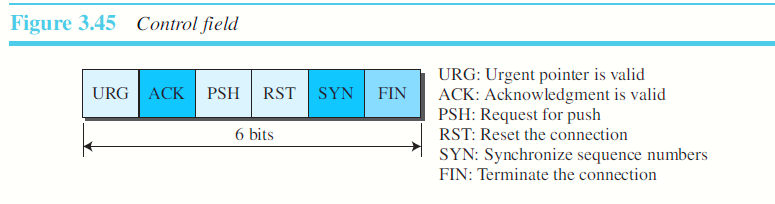 Figure 3.45 Control field
URG ACK PSH RST SYN FIN
6 bits
URG: Urgent pointer is valid
ACK: Acknowledgment is valid
PSH: Request for push
RST: Reset the connection
SYN: Synchronize sequence numbers
FIN: Terminate the connection